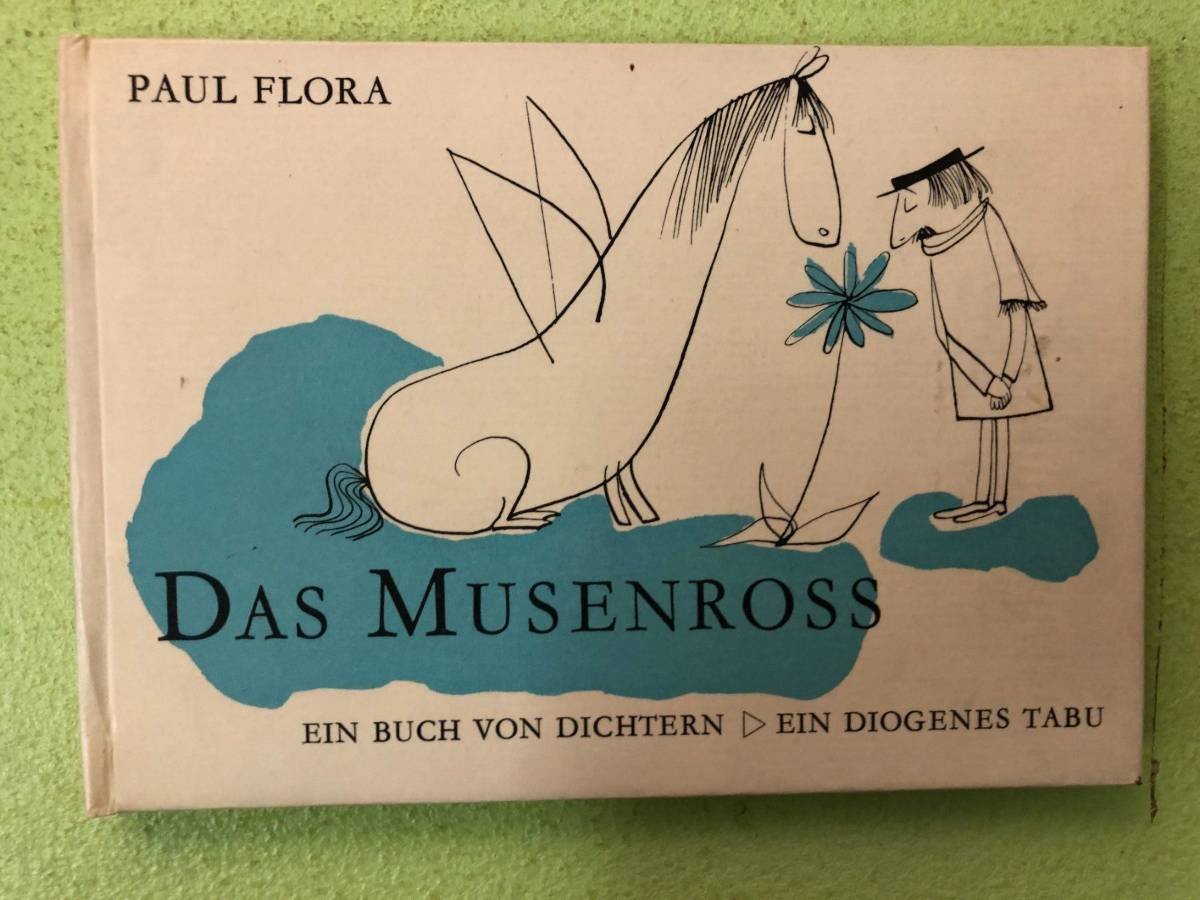 PAUL FLORA
DAS MUSENROSS
EIN BUCH VON DICHTERN ▷ EIN DIOGENES TABU